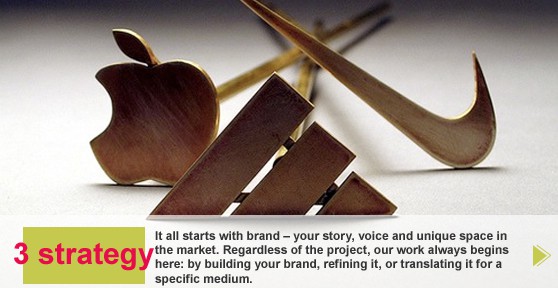 3 strategy
It all starts with brand – your story, voice and unique space in
the market. Regardless of the project, our work always begins
here: by building your brand, refining it, or translating it for a
specific medium.